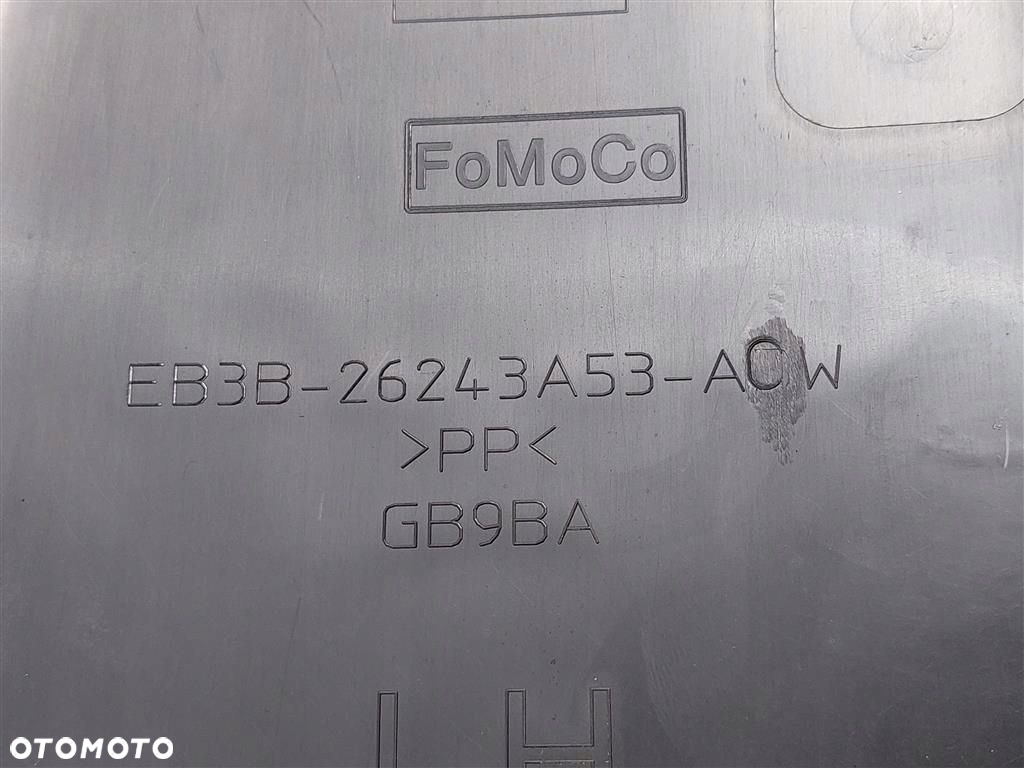 FoMoCo
EB3B-26243A53-ACW
>PP<
GB9BA
LH
OTOMOTO